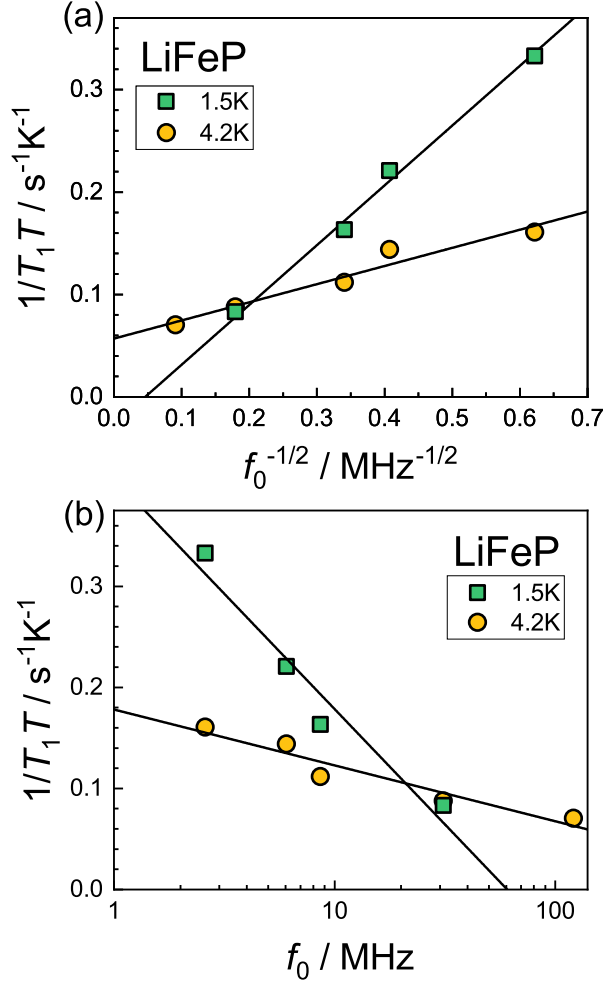 (a)
LiFeP
1.5K
4.2K
0.3
0.2
0.1
0.0
1/T₁T / s⁻¹K⁻¹
0.0 0.1 0.2 0.3 0.4 0.5 0.6 0.7
f₀⁻¹/² / MHz⁻¹/²
(b)
LiFeP
1.5K
4.2K
0.3
0.2
0.1
0.0
1/T₁T / s⁻¹K⁻¹
1 10 100
f₀ / MHz